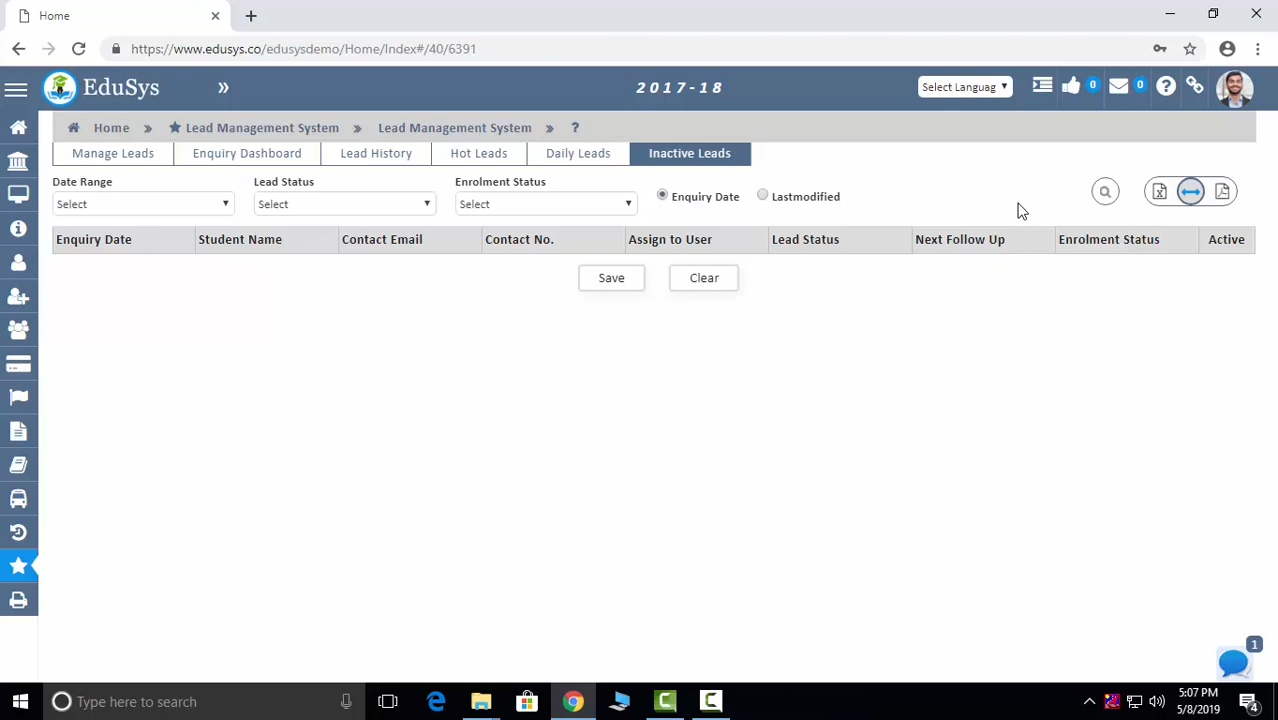 Home
https://www.edusys.co/edusysdemo/Home/Index#/40/6391
EduSys » 2017-18 Select Languag 0 0
Home » Lead Management System » Lead Management System » ?
Manage Leads Enquiry Dashboard Lead History Hot Leads Daily Leads Inactive Leads
Date Range Lead Status Enrolment Status
Select Select Select Enquiry Date Lastmodified
Enquiry Date Student Name Contact Email Contact No. Assign to User Lead Status Next Follow Up Enrolment Status Active
Save Clear
1
Type here to search
5:07 PM
5/8/2019
4